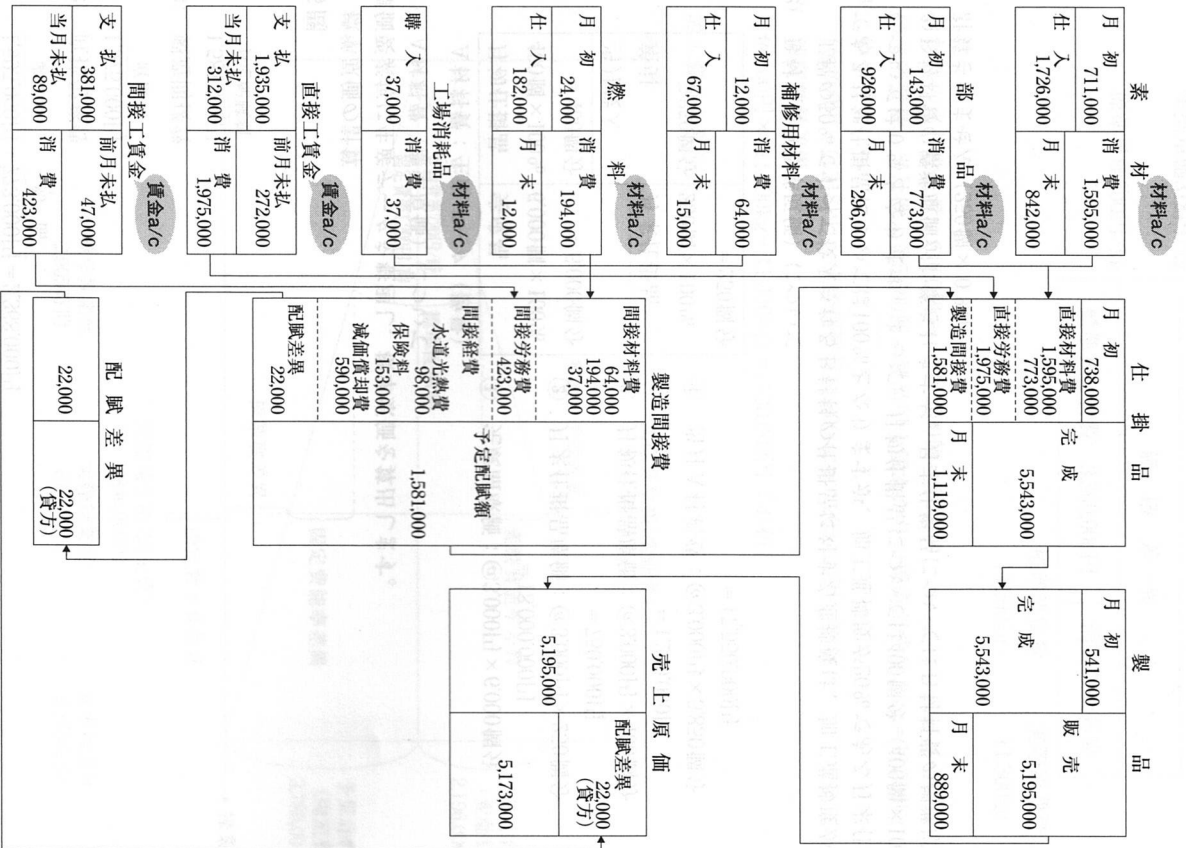 素材
材料a/c
月初
711,000
仕入
1,726,000
消費
1,595,000
月末
842,000
部品
材料a/c
月初
143,000
仕入
926,000
消費
773,000
月末
296,000
補修用材料
材料a/c
月初
12,000
仕入
67,000
消費
64,000
月末
15,000
燃料
材料a/c
月初
24,000
仕入
182,000
消費
194,000
月末
12,000
工場消耗品
材料a/c
購入
37,000
消費
37,000
直接工賃金
賃金a/c
支払
1,935,000
当月未払
312,000
前月未払
272,000
消費
1,975,000
間接工賃金
賃金a/c
支払
381,000
当月未払
89,000
前月未払
47,000
消費
423,000
仕掛品
月初
738,000
直接材料費
1,595,000
773,000
直接労務費
1,975,000
製造間接費
1,581,000
完成
5,543,000
月末
1,119,000
製造間接費
間接材料費
64,000
194,000
37,000
間接労務費
423,000
間接経費
水道光熱費
98,000
保険料
153,000
減価償却費
590,000
配賦差異
22,000
予定配賦額
1,581,000
配賦差異
22,000
22,000
(貸方)
製品
月初
541,000
完成
5,543,000
販売
5,195,000
月末
889,000
売上原価
5,195,000
配賦差異
22,000
(貸方)
5,173,000